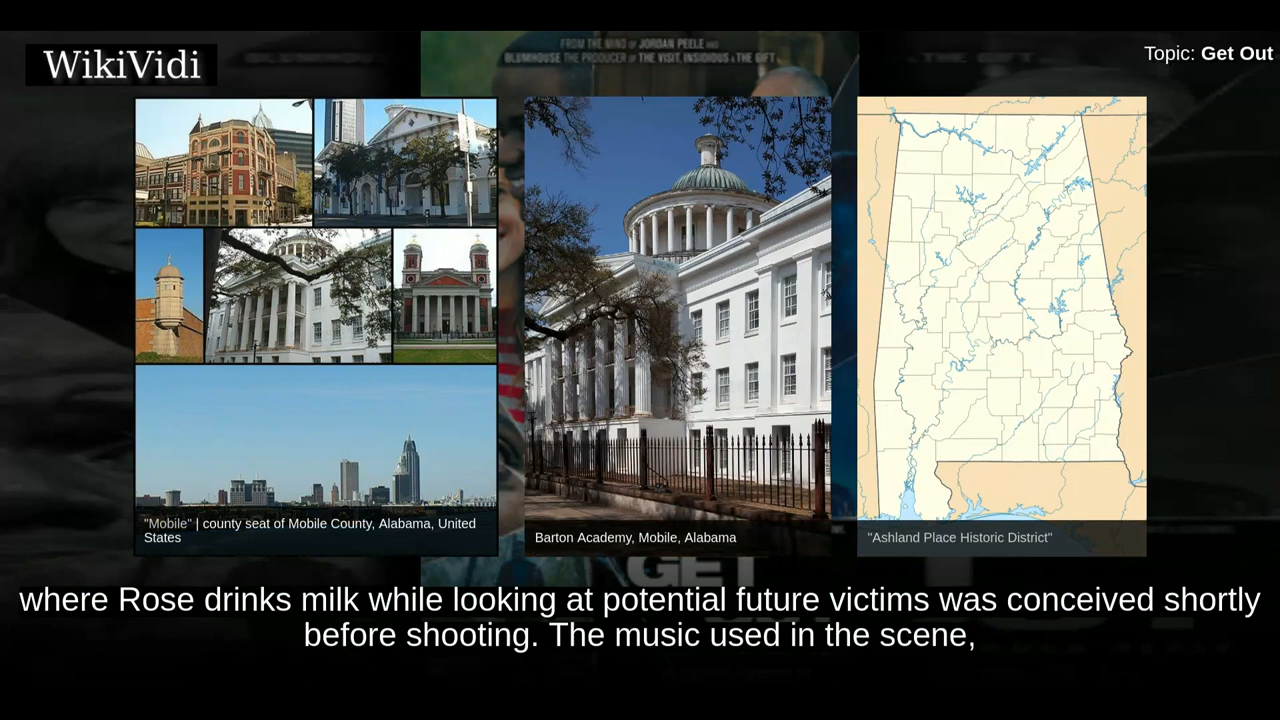 WikiVidi
Topic: Get Out
FROM THE MIND OF JORDAN PEELE AND
BLUMHOUSE THE PRODUCER OF THE VISIT, INSIDIOUS & THE GIFT
"Mobile" | county seat of Mobile County, Alabama, United
States
Barton Academy, Mobile, Alabama
"Ashland Place Historic District"
GET
where Rose drinks milk while looking at potential future victims was conceived shortly
before shooting. The music used in the scene,